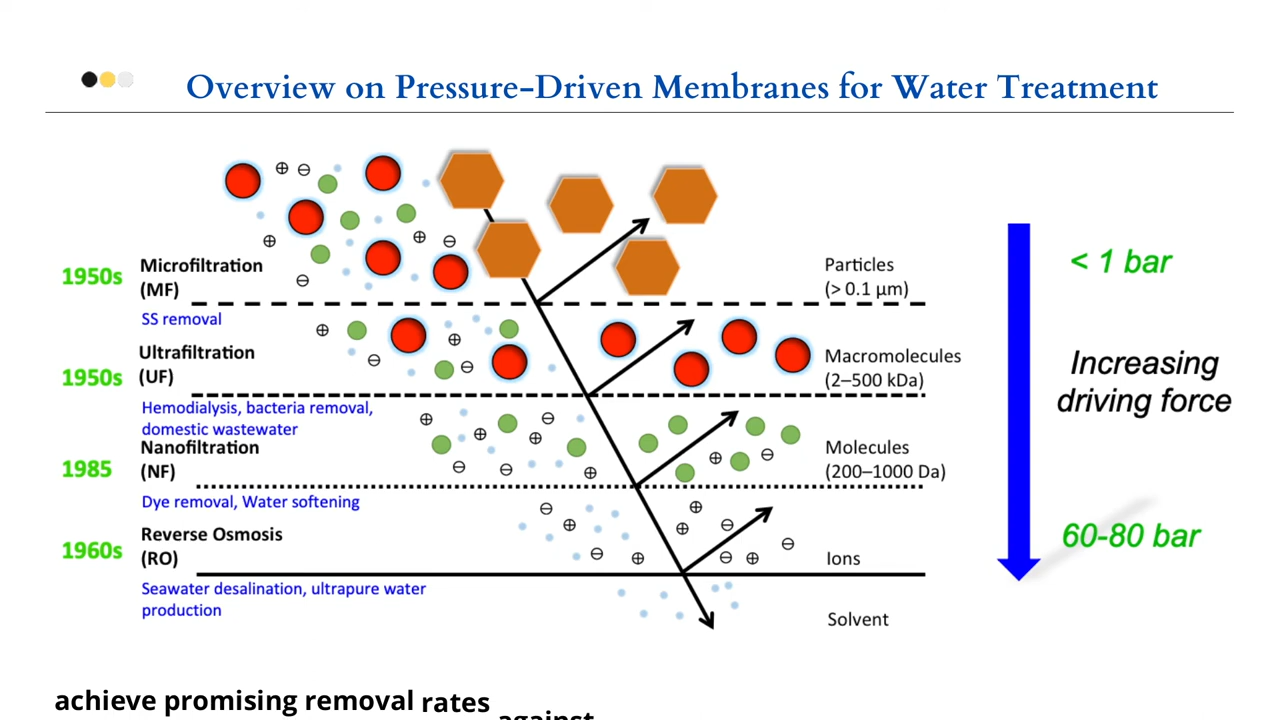 Overview on Pressure-Driven Membranes for Water Treatment
1950s
Microfiltration
(MF)
Particles
(> 0.1 µm)
< 1 bar
SS removal
1950s
Ultrafiltration
(UF)
Macromolecules
(2–500 kDa)
Increasing
driving force
Hemodialysis, bacteria removal,
domestic wastewater
1985
Nanofiltration
(NF)
Molecules
(200–1000 Da)
Dye removal, Water softening
1960s
Reverse Osmosis
(RO)
Ions
60-80 bar
Seawater desalination, ultrapure water
production
Solvent
achieve promising removal rates against